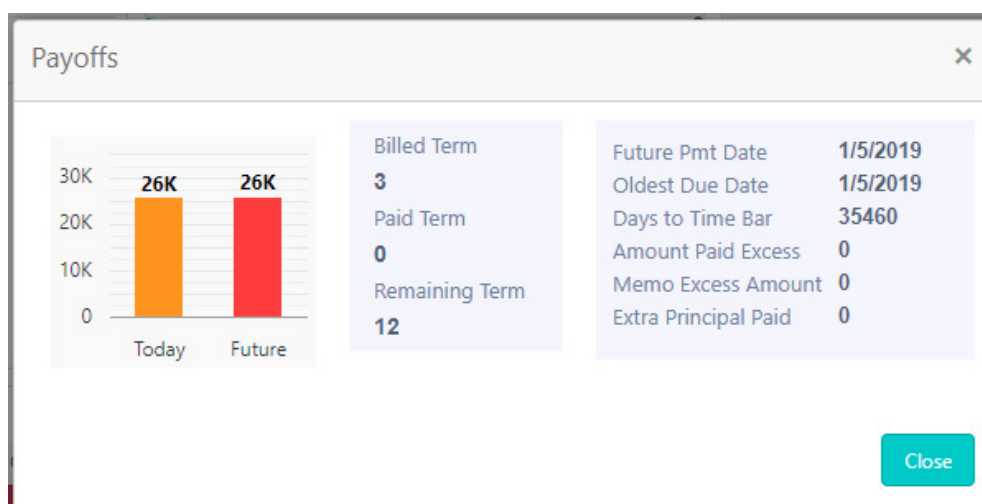 Payoffs
×
30K
20K
10K
0
26K
26K
Today
Future
Billed Term
3
Paid Term
0
Remaining Term
12
Future Pmt Date 1/5/2019
Oldest Due Date 1/5/2019
Days to Time Bar 35460
Amount Paid Excess 0
Memo Excess Amount 0
Extra Principal Paid 0
Close